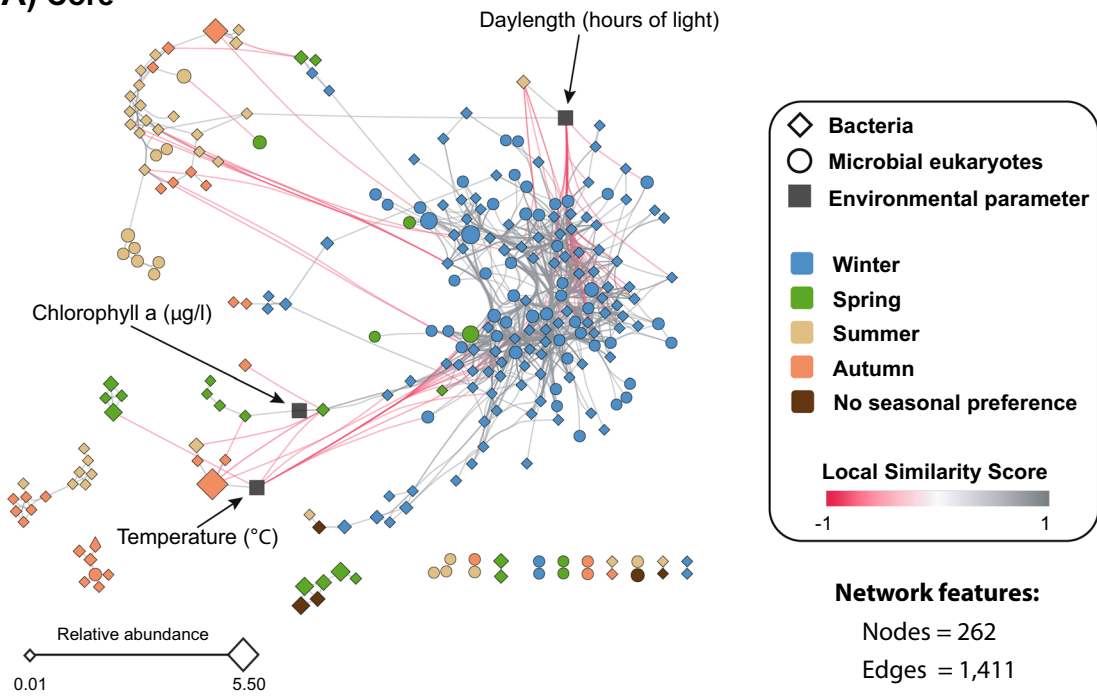 A) Core
Daylength (hours of light)
Chlorophyll a (µg/l)
Temperature (°C)
Relative abundance
0.01 5.50
Bacteria
Microbial eukaryotes
Environmental parameter
Winter
Spring
Summer
Autumn
No seasonal preference
Local Similarity Score
-1 1
Network features:
Nodes = 262
Edges = 1,411